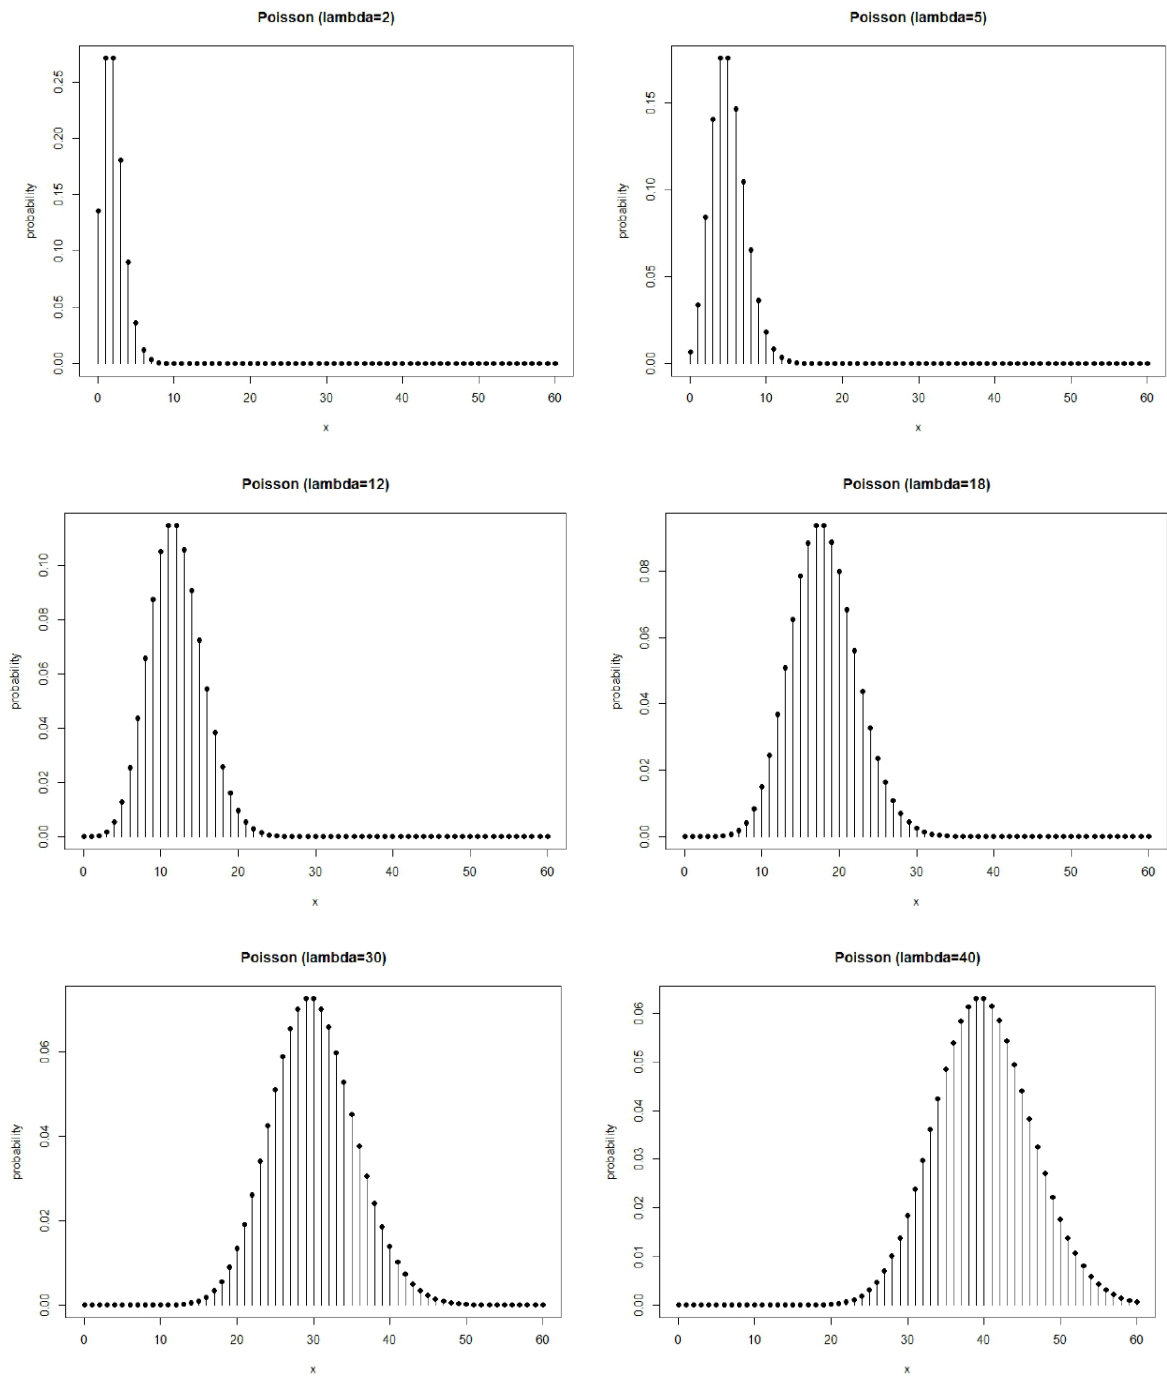 Poisson (lambda=2)
probability
0.00 0.05 0.10 0.15 0.20 0.25
0 10 20 30 40 50 60
x
Poisson (lambda=5)
probability
0.00 0.05 0.10 0.15
0 10 20 30 40 50 60
x
Poisson (lambda=12)
probability
0.00 0.02 0.04 0.06 0.08 0.10
0 10 20 30 40 50 60
x
Poisson (lambda=18)
probability
0.00 0.02 0.04 0.06 0.08
0 10 20 30 40 50 60
x
Poisson (lambda=30)
probability
0.00 0.02 0.04 0.06
0 10 20 30 40 50 60
x
Poisson (lambda=40)
probability
0.00 0.01 0.02 0.03 0.04 0.05 0.06
0 10 20 30 40 50 60
x